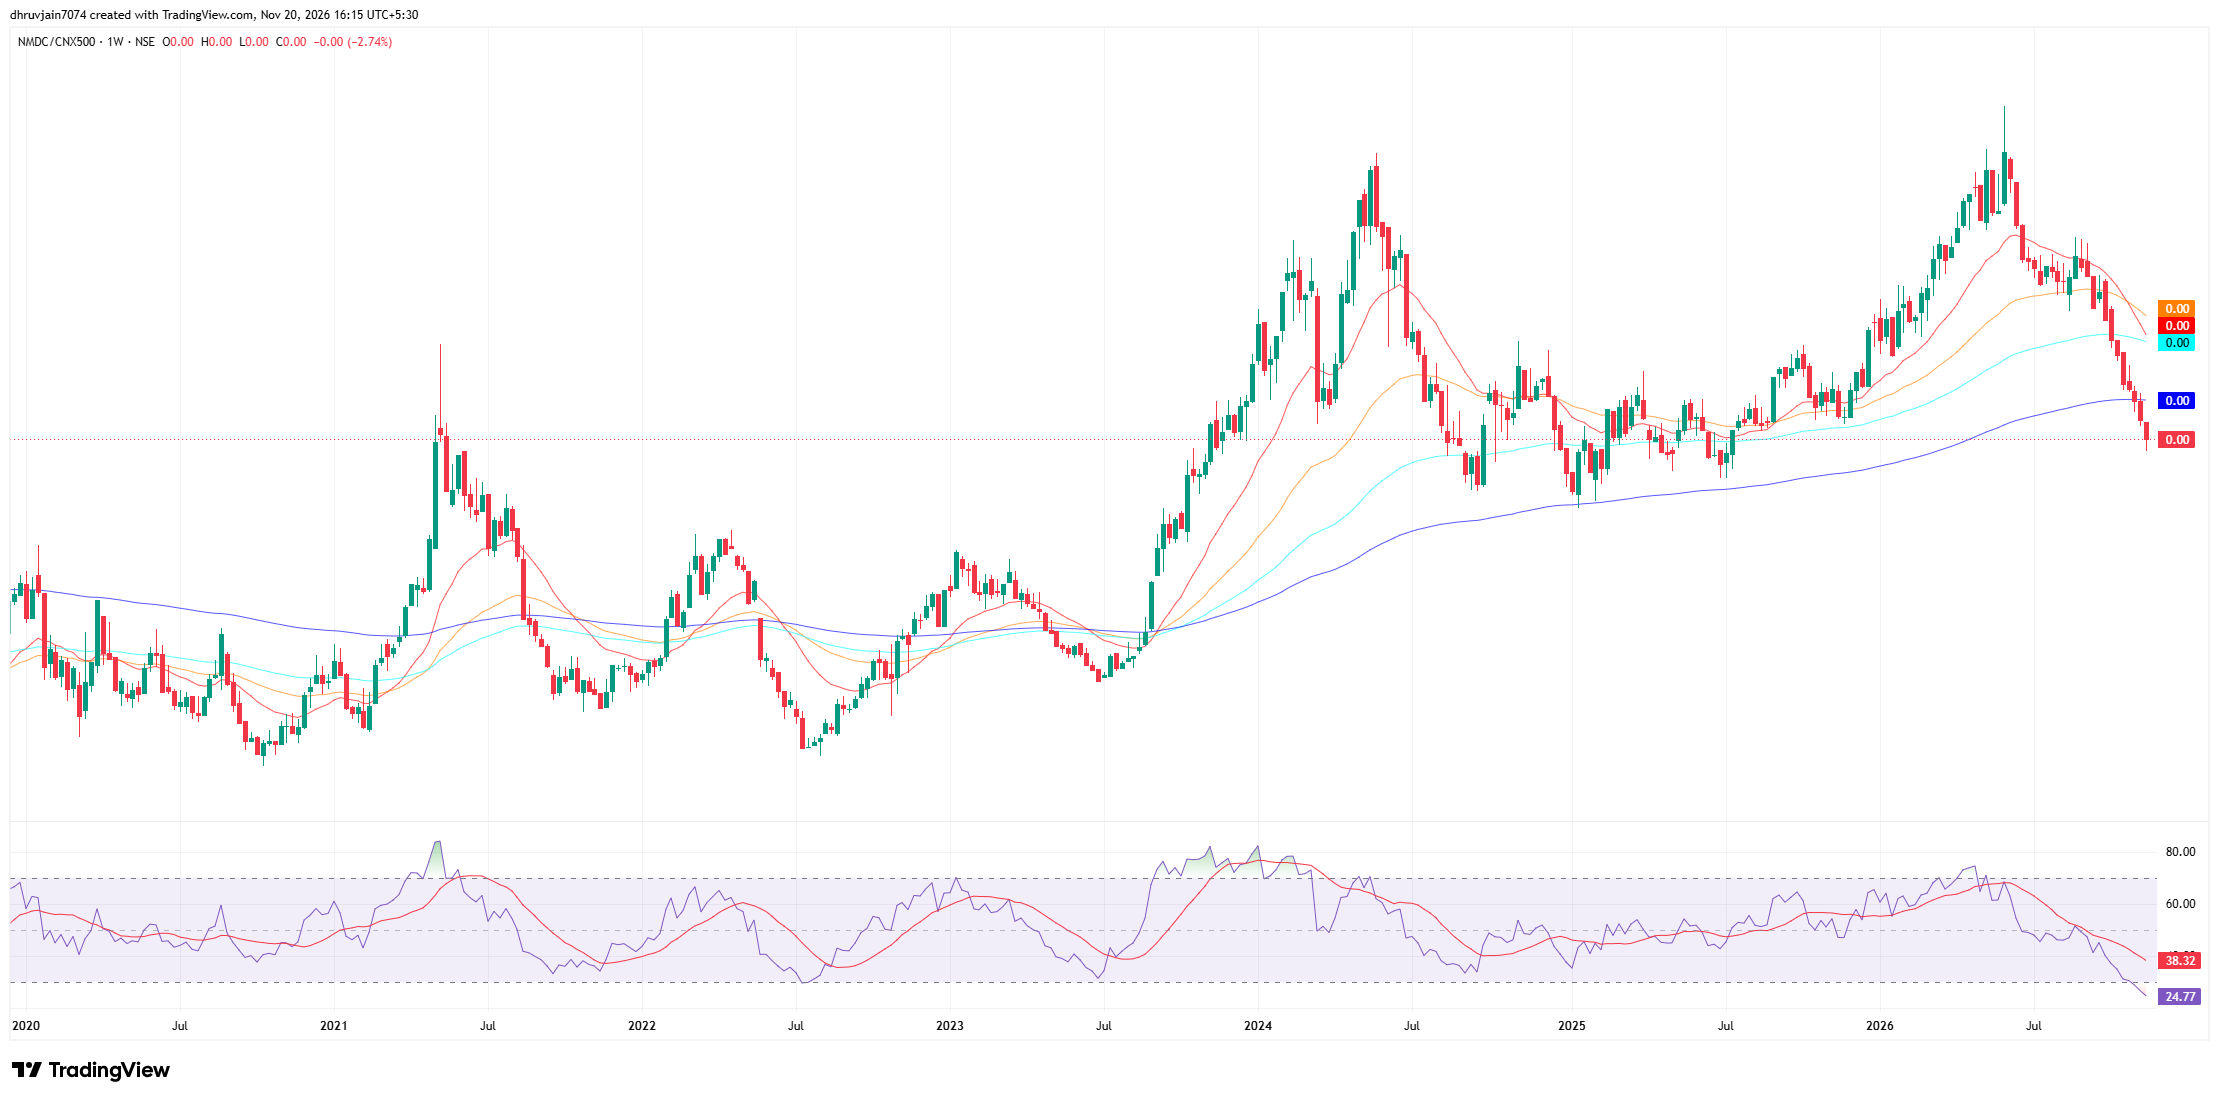 dhruvjain7074 created with TradingView.com, Nov 20, 2026 16:15 UTC+5:30
NMDC/CNX500 · 1W · NSE O0.00 H0.00 L0.00 C0.00 −0.00 (−2.74%)
0.00
0.00
0.00
0.00
0.00
80.00
60.00
38.32
24.77
2020 Jul 2021 Jul 2022 Jul 2023 Jul 2024 Jul 2025 Jul 2026 Jul
TradingView